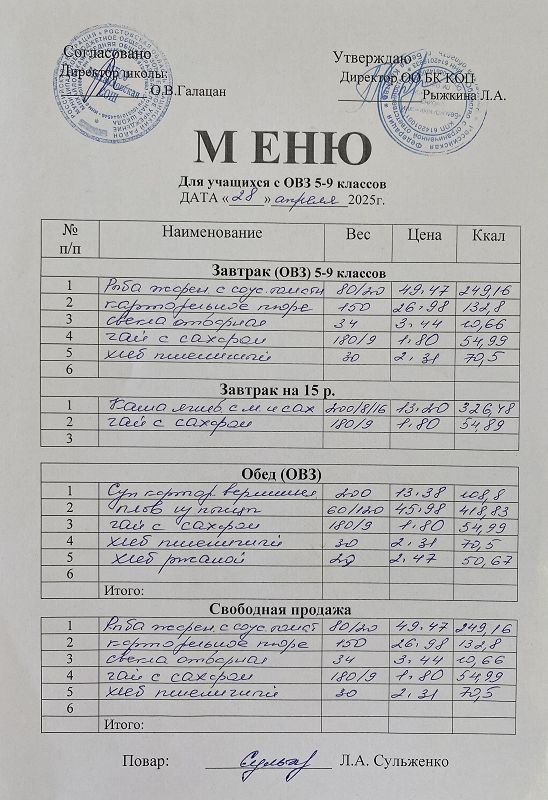 Согласовано Утверждаю
Директор школы: Директор ОО БК КОП
О.В.Галацан Рыжкина Л.А.
М ЕНЮ
Для учащихся с ОВЗ 5-9 классов
ДАТА « 28 » апреля 2025г.
№ п/п Наименование Вес Цена Ккал
Завтрак (ОВЗ) 5-9 классов
1 Рыба жарен. с соус. томатн 80/20 49.47 249,16
2 картофельное пюре 150 26.98 132,8
3 свекла отварная 34 3.44 10,66
4 чай с сахаром 180/9 1.80 54,99
5 хлеб пшеничный 30 2.31 70,5
6
Завтрак на 15 р.
1 Каша ячнев. с м и сах 200/8/16 13.20 326,48
2 чай с сахаром 180/9 1.80 54,89
3
Обед (ОВЗ)
1 Суп картоф. вермишел 200 13.38 108,8
2 плов из птицы 60/120 45.98 418,83
3 чай с сахаром 180/9 1.80 54,99
4 хлеб пшеничный 30 2.31 70,5
5 хлеб ржаной 20 2.47 50,67
6
Итого:
Свободная продажа
1 Рыба жарен. с соус. томат 80/20 49.47 249,16
2 картофельное пюре 150 26.98 132,8
3 свекла отварная 34 3.44 10,66
4 чай с сахаром 180/9 1.80 54,99
5 хлеб пшеничный 30 2.31 70,5
6
Итого:
Повар: Л.А. Сульженко